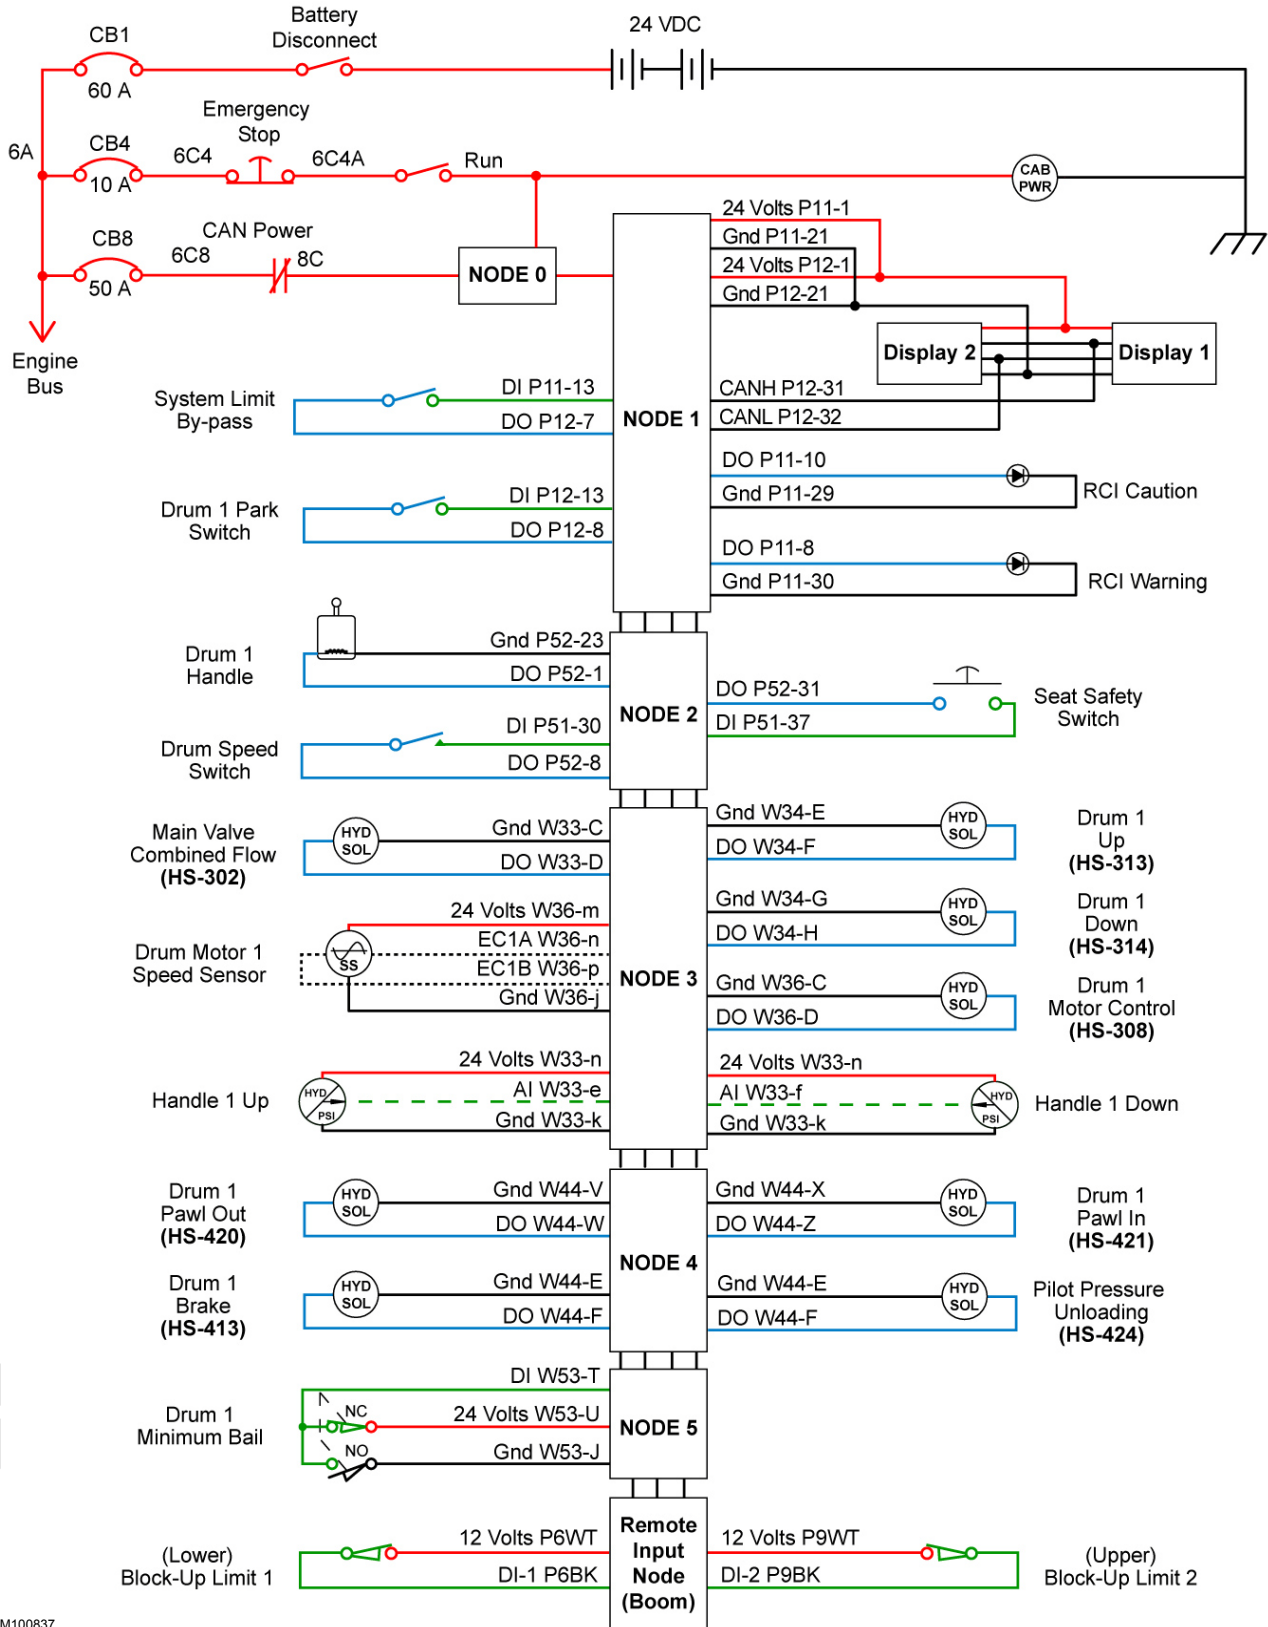 Battery
Disconnect
24 VDC
CB1
60 A
Emergency
Stop
6A
CB4
10 A
6C4
6C4A
Run
CAB
PWR
CB8
50 A
6C8
CAN Power
8C
NODE 0
Engine
Bus
24 Volts P11-1
Gnd P11-21
24 Volts P12-1
Gnd P12-21
Display 2
Display 1
System Limit
By-pass
DI P11-13
DO P12-7
NODE 1
CANH P12-31
CANL P12-32
DO P11-10
Gnd P11-29
RCI Caution
Drum 1 Park
Switch
DI P12-13
DO P12-8
DO P11-8
Gnd P11-30
RCI Warning
Drum 1
Handle
Gnd P52-23
DO P52-1
NODE 2
DO P52-31
DI P51-37
Seat Safety
Switch
Drum Speed
Switch
DI P51-30
DO P52-8
Main Valve
Combined Flow
(HS-302)
HYD
SOL
Gnd W33-C
DO W33-D
Gnd W34-E
DO W34-F
HYD
SOL
Drum 1
Up
(HS-313)
Drum Motor 1
Speed Sensor
SS
24 Volts W36-m
EC1A W36-n
EC1B W36-p
Gnd W36-j
NODE 3
Gnd W34-G
DO W34-H
HYD
SOL
Drum 1
Down
(HS-314)
Gnd W36-C
DO W36-D
HYD
SOL
Drum 1
Motor Control
(HS-308)
Handle 1 Up
HYD
PSI
24 Volts W33-n
AI W33-e
Gnd W33-k
24 Volts W33-n
AI W33-f
Gnd W33-k
HYD
PSI
Handle 1 Down
Drum 1
Pawl Out
(HS-420)
HYD
SOL
Gnd W44-V
DO W44-W
NODE 4
Gnd W44-X
DO W44-Z
HYD
SOL
Drum 1
Pawl In
(HS-421)
Drum 1
Brake
(HS-413)
HYD
SOL
Gnd W44-E
DO W44-F
Gnd W44-E
DO W44-F
HYD
SOL
Pilot Pressure
Unloading
(HS-424)
Drum 1
Minimum Bail
NC
NO
DI W53-T
24 Volts W53-U
Gnd W53-J
NODE 5
(Lower)
Block-Up Limit 1
12 Volts P6WT
DI-1 P6BK
Remote
Input
Node
(Boom)
12 Volts P9WT
DI-2 P9BK
(Upper)
Block-Up Limit 2
M100837